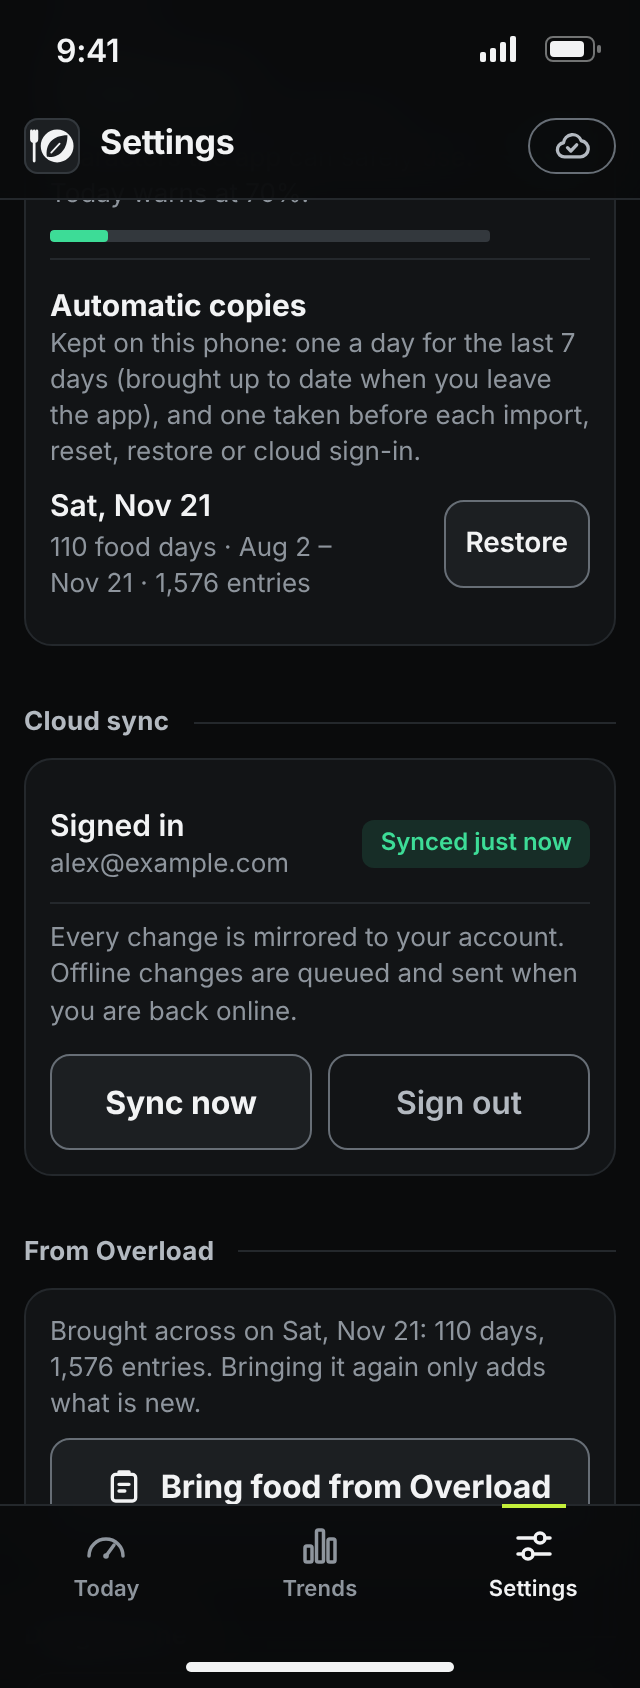 9:41
Settings
Today warns at 70%.
Automatic copies
Kept on this phone: one a day for the last 7
days (brought up to date when you leave
the app), and one taken before each import,
reset, restore or cloud sign-in.
Sat, Nov 21
110 food days · Aug 2 –
Nov 21 · 1,576 entries
Restore
Cloud sync
Signed in
alex@example.com
Synced just now
Every change is mirrored to your account.
Offline changes are queued and sent when
you are back online.
Sync now
Sign out
From Overload
Brought across on Sat, Nov 21: 110 days,
1,576 entries. Bringing it again only adds
what is new.
Bring food from Overload
Today
Trends
Settings